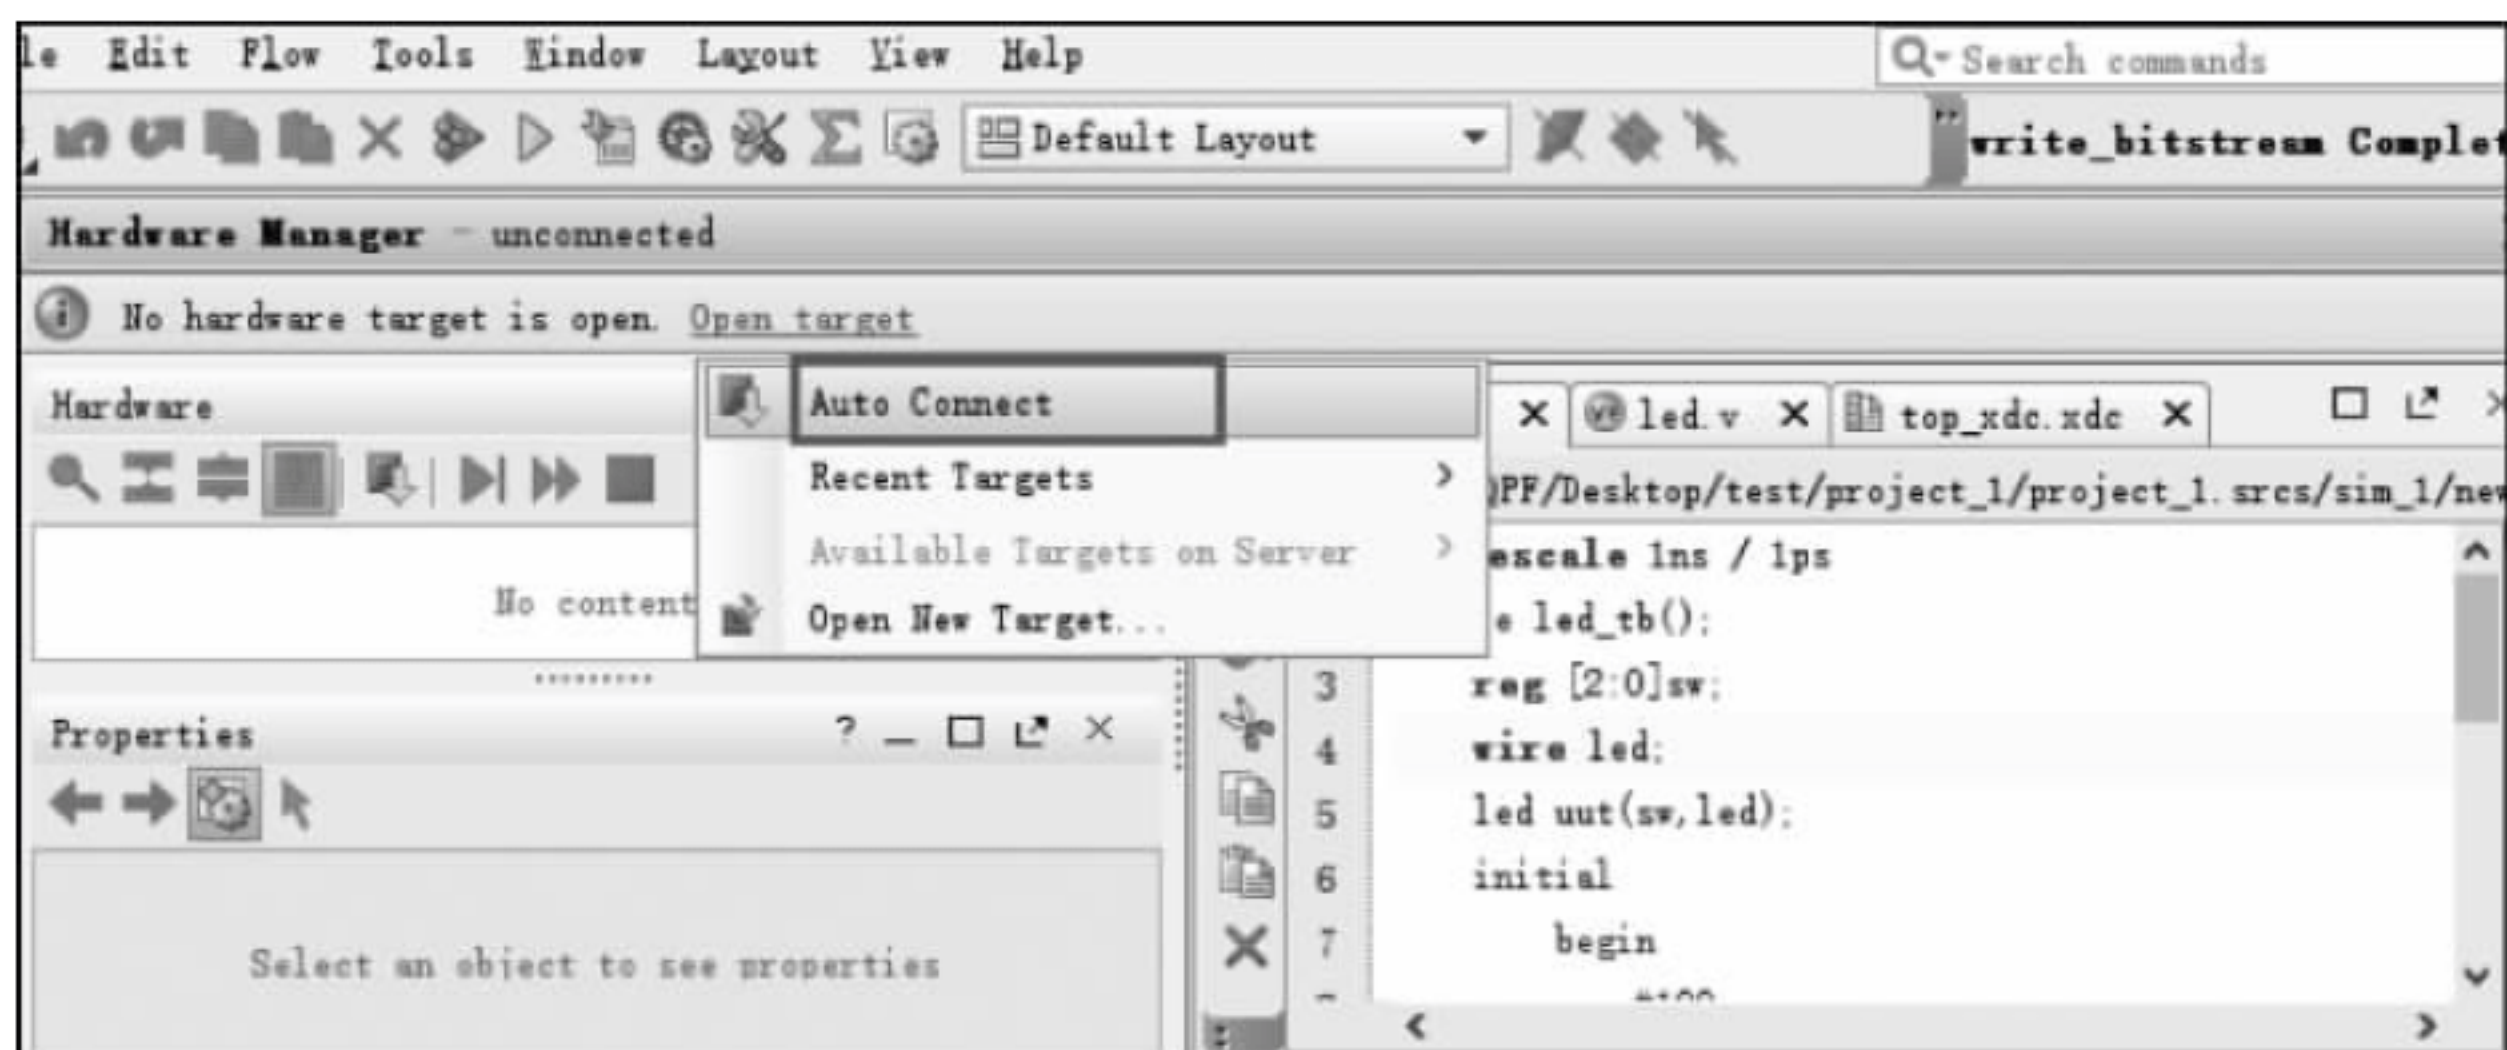 le Edit Flow Tools Window Layout View Help
Search commands
Default Layout
write_bitstream Complet
Hardware Manager - unconnected
No hardware target is open. Open target
Hardware
Auto Connect
Recent Targets
Available Targets on Server
Open New Target...
No content
led.v
top_xdc.xdc
PF/Desktop/test/project_1/project_1.srcs/sim_1/new
escale 1ns / 1ps
e led_tb();
3 reg [2:0]sw;
4 wire led;
5 led uut(sw,led);
6 initial
7 begin
Properties
Select an object to see properties